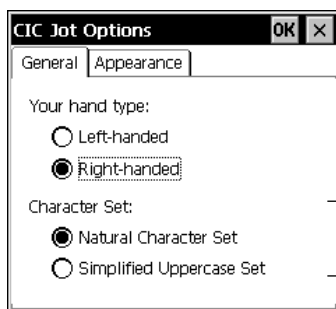 CIC Jot Options OK ×
General Appearance
Your hand type:
Left-handed
Right-handed
Character Set:
Natural Character Set
Simplified Uppercase Set